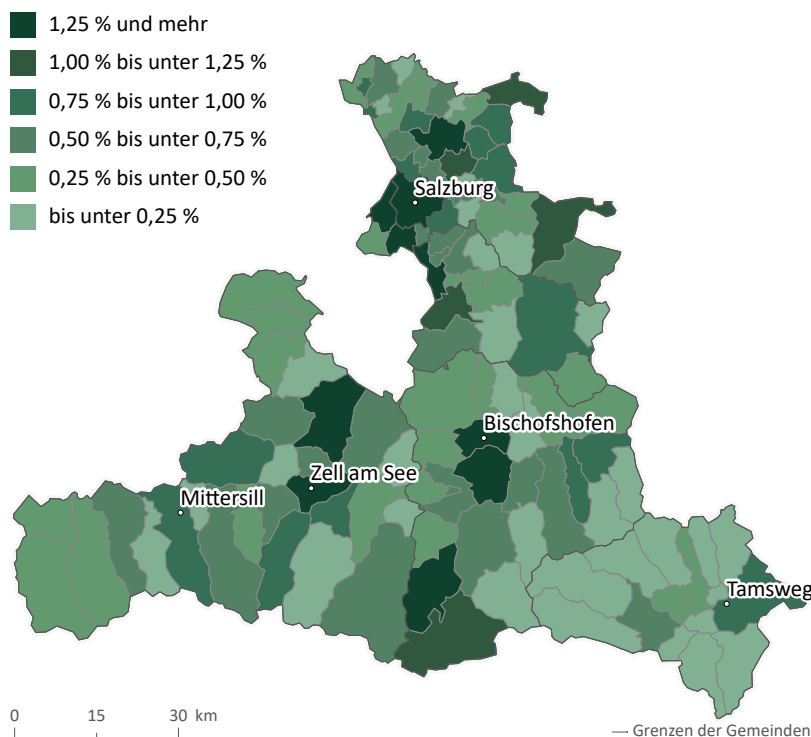 1,25 % und mehr
1,00 % bis unter 1,25 %
0,75 % bis unter 1,00 %
0,50 % bis unter 0,75 %
0,25 % bis unter 0,50 %
bis unter 0,25 %
Salzburg
Bischofshofen
Zell am See
Mittersill
Tamsweg
0 15 30 km
Grenzen der Gemeinden